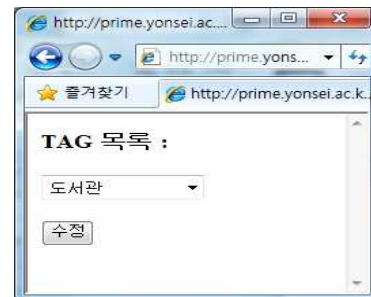 http://prime.yonsei.ac....
http://prime.yons...
즐겨찾기
http://prime.yonsei.ac.k.
TAG 목록 :
도서관
수정